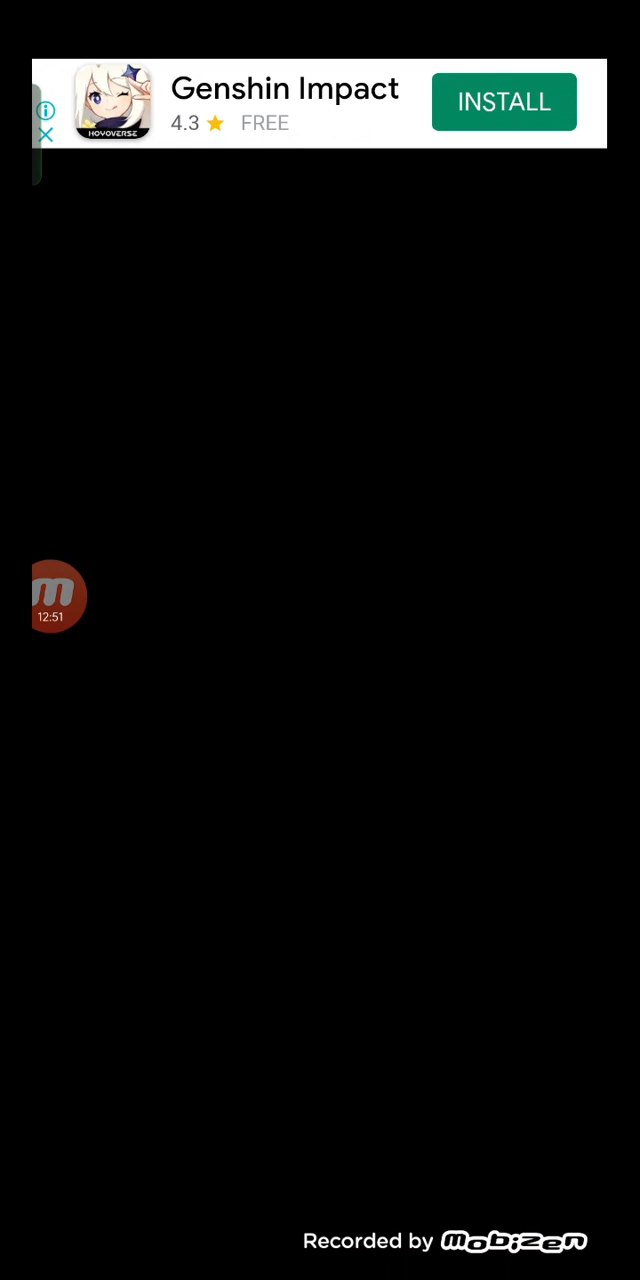 Genshin Impact
4.3 FREE
INSTALL
HOYOVERSE
m
12:51
Recorded by mobizen